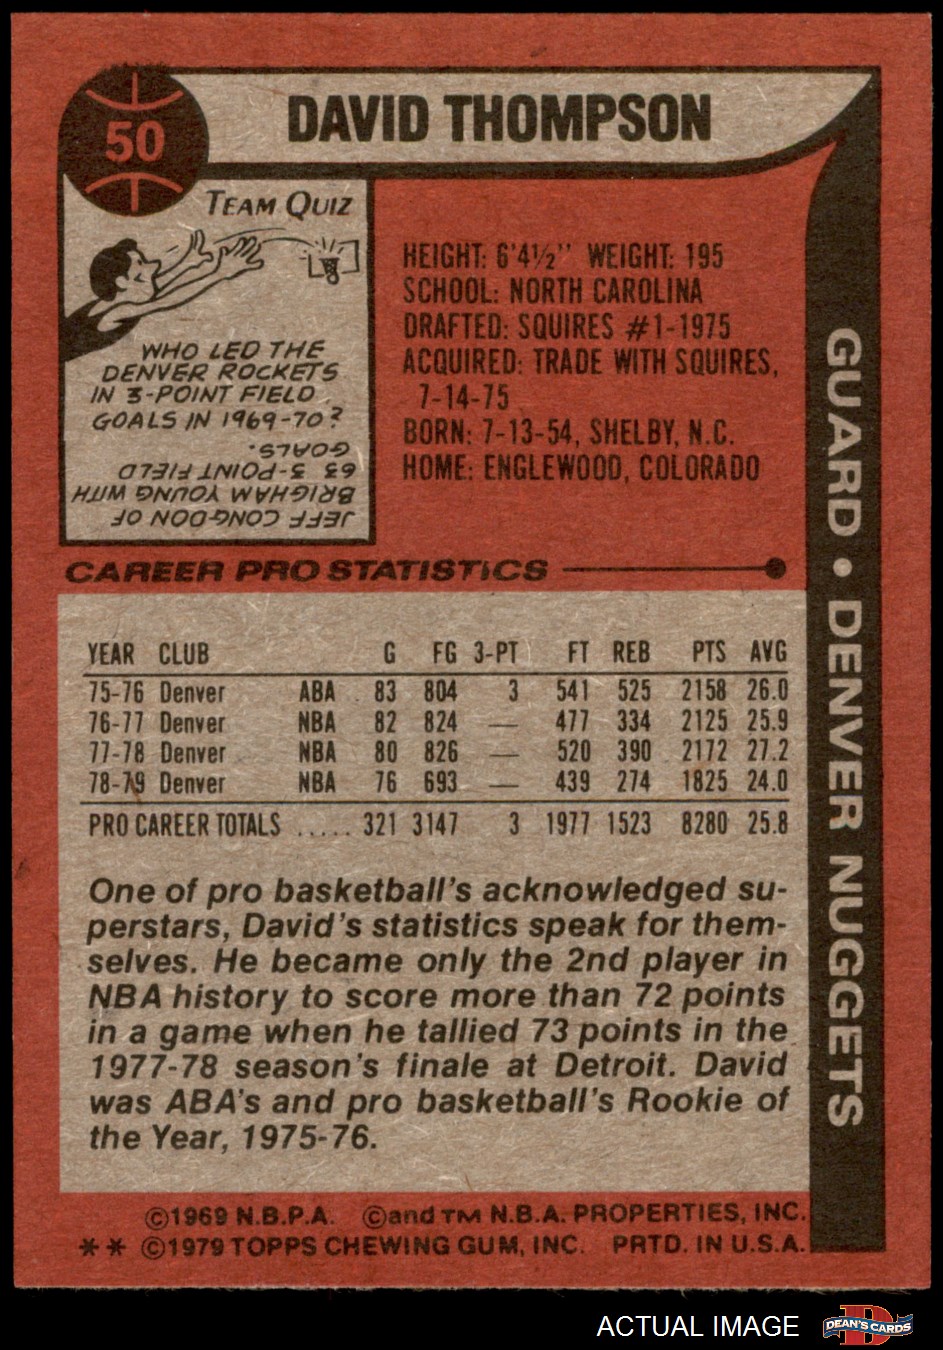 50
DAVID THOMPSON
TEAM QUIZ
WHO LED THE
DENVER ROCKETS
IN 3-POINT FIELD
GOALS IN 1969-70?
JEFF CONGDON OF
BRIGHAM YOUNG WITH
63 3-POINT FIELD
GOALS.
HEIGHT: 6'4½" WEIGHT: 195
SCHOOL: NORTH CAROLINA
DRAFTED: SQUIRES #1-1975
ACQUIRED: TRADE WITH SQUIRES,
7-14-75
BORN: 7-13-54, SHELBY, N.C.
HOME: ENGLEWOOD, COLORADO
GUARD • DENVER NUGGETS
CAREER PRO STATISTICS
YEAR CLUB G FG 3-PT FT REB PTS AVG
75-76 Denver ABA 83 804 3 541 525 2158 26.0
76-77 Denver NBA 82 824 — 477 334 2125 25.9
77-78 Denver NBA 80 826 — 520 390 2172 27.2
78-79 Denver NBA 76 693 — 439 274 1825 24.0
PRO CAREER TOTALS ..... 321 3147 3 1977 1523 8280 25.8
One of pro basketball's acknowledged su-
perstars, David's statistics speak for them-
selves. He became only the 2nd player in
NBA history to score more than 72 points
in a game when he tallied 73 points in the
1977-78 season's finale at Detroit. David
was ABA's and pro basketball's Rookie of
the Year, 1975-76.
©1969 N.B.P.A. ©and TM N.B.A. PROPERTIES, INC.
** ©1979 TOPPS CHEWING GUM, INC. PRTD. IN U.S.A.
ACTUAL IMAGE
DEAN'S CARDS